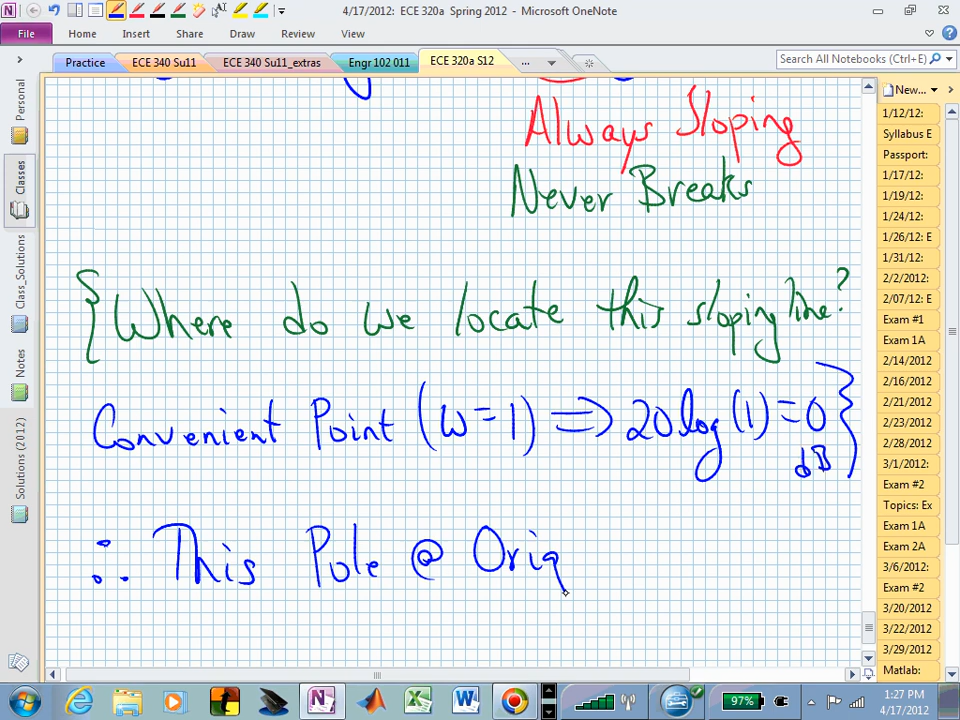 4/17/2012: ECE 320a Spring 2012 - Microsoft OneNote
File Home Insert Share Draw Review View
Practice ECE 340 Su11 ECE 340 Su11_extras Engr 102 011 ECE 320a S12 ... Search All Notebooks (Ctrl+E)
Personal
Classes
Class_Solutions
Notes
Solutions (2012)
Always Sloping
Never Breaks
{Where do we locate this sloping line?
Convenient Point (w=1) => 20log(1)=0}
dB
∴ This Pole @ Orig
New...
1/12/12:
Syllabus E
Passport:
1/17/12:
1/19/12:
1/24/12:
1/26/12: E
1/31/12:
2/2/2012:
2/07/12: E
Exam #1
Exam 1A
2/14/2012
2/16/2012
2/21/2012
2/23/2012
2/28/2012
3/1/2012:
Exam #2
Topics: Ex
Exam 1A
Exam 2A
3/6/2012:
Exam #2
3/20/2012
3/22/2012
3/29/2012
Matlab:
97%
1:27 PM
4/17/2012